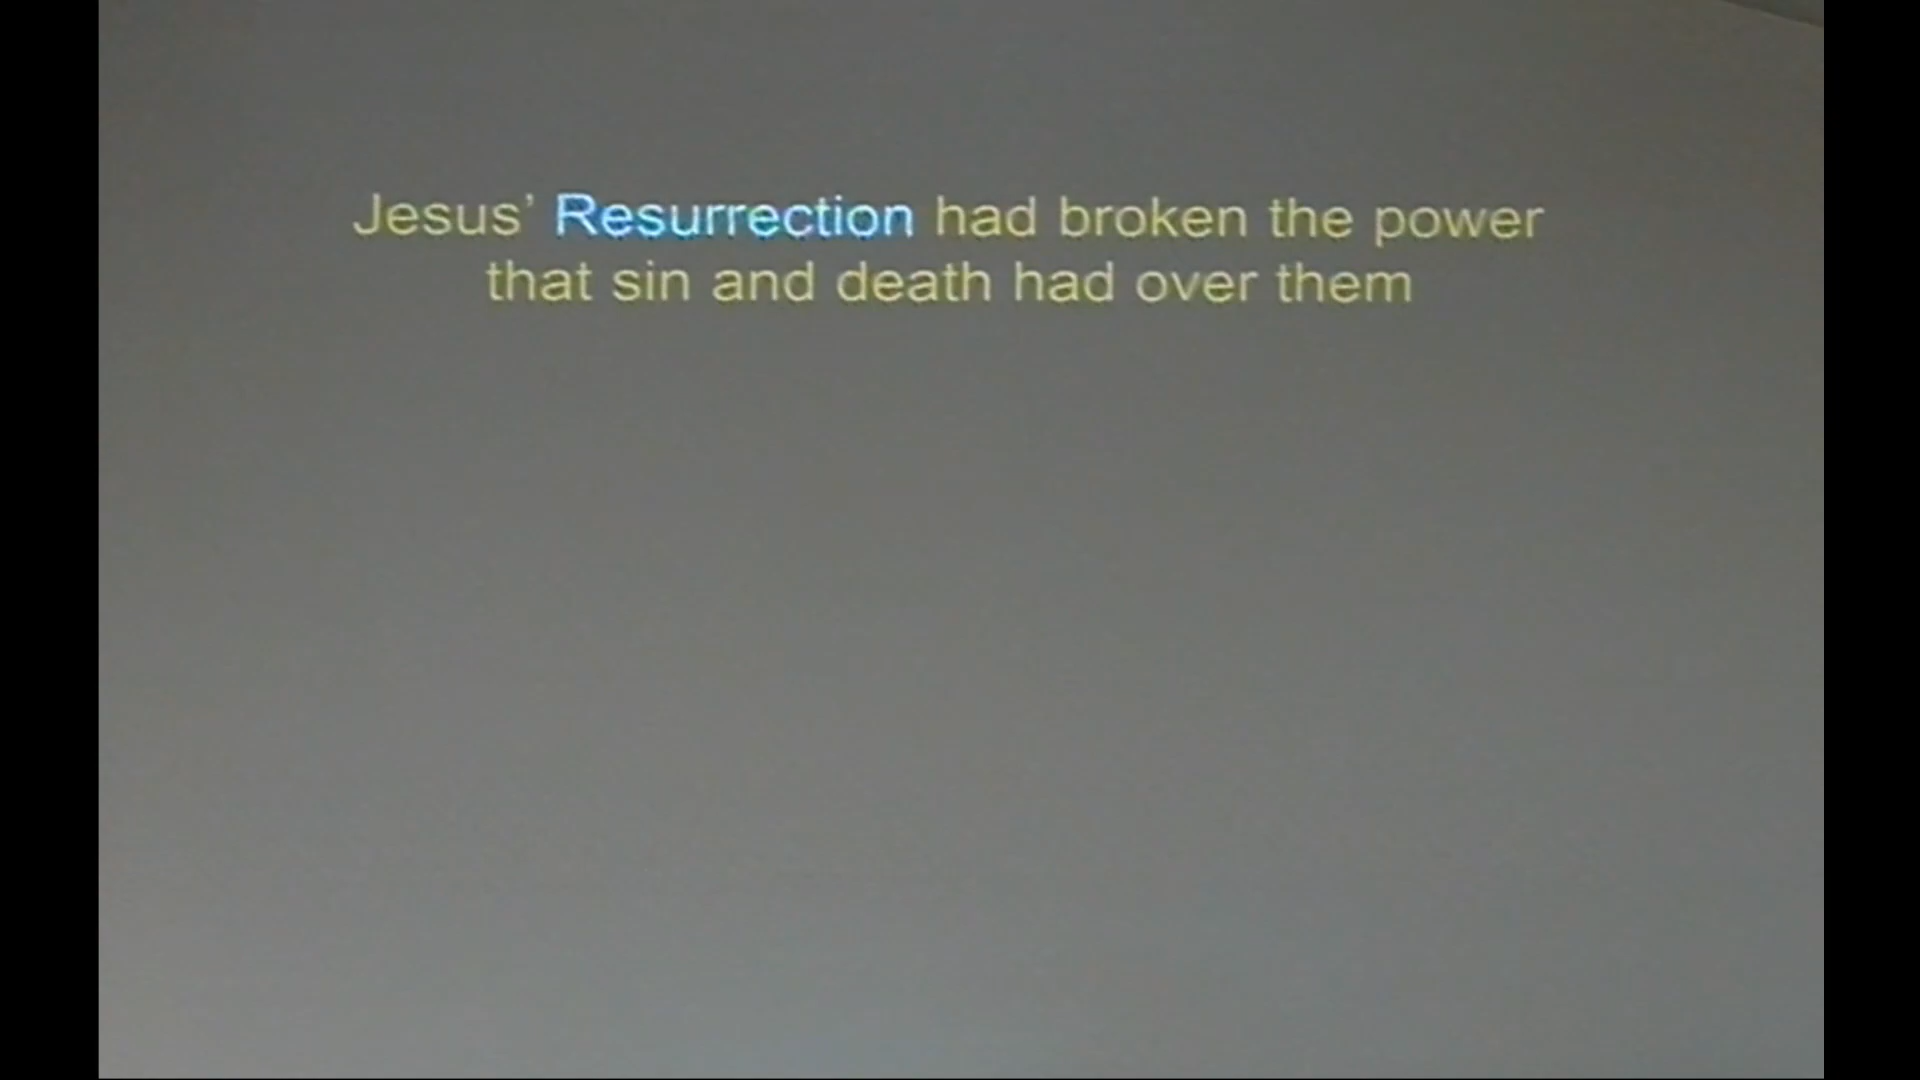 Jesus’ Resurrection had broken the power
that sin and death had over them